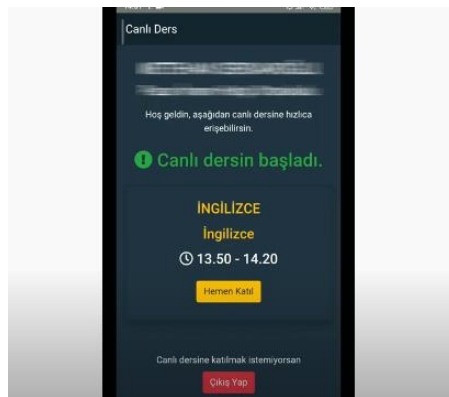 Canlı Ders
Hoş geldin, aşağıdan canlı dersine hızlıca
erişebilirsin.
Canlı dersin başladı.
İNGİLİZCE
İngilizce
13.50 - 14.20
Hemen Katıl
Canlı dersine katılmak istemiyorsan
Çıkış Yap